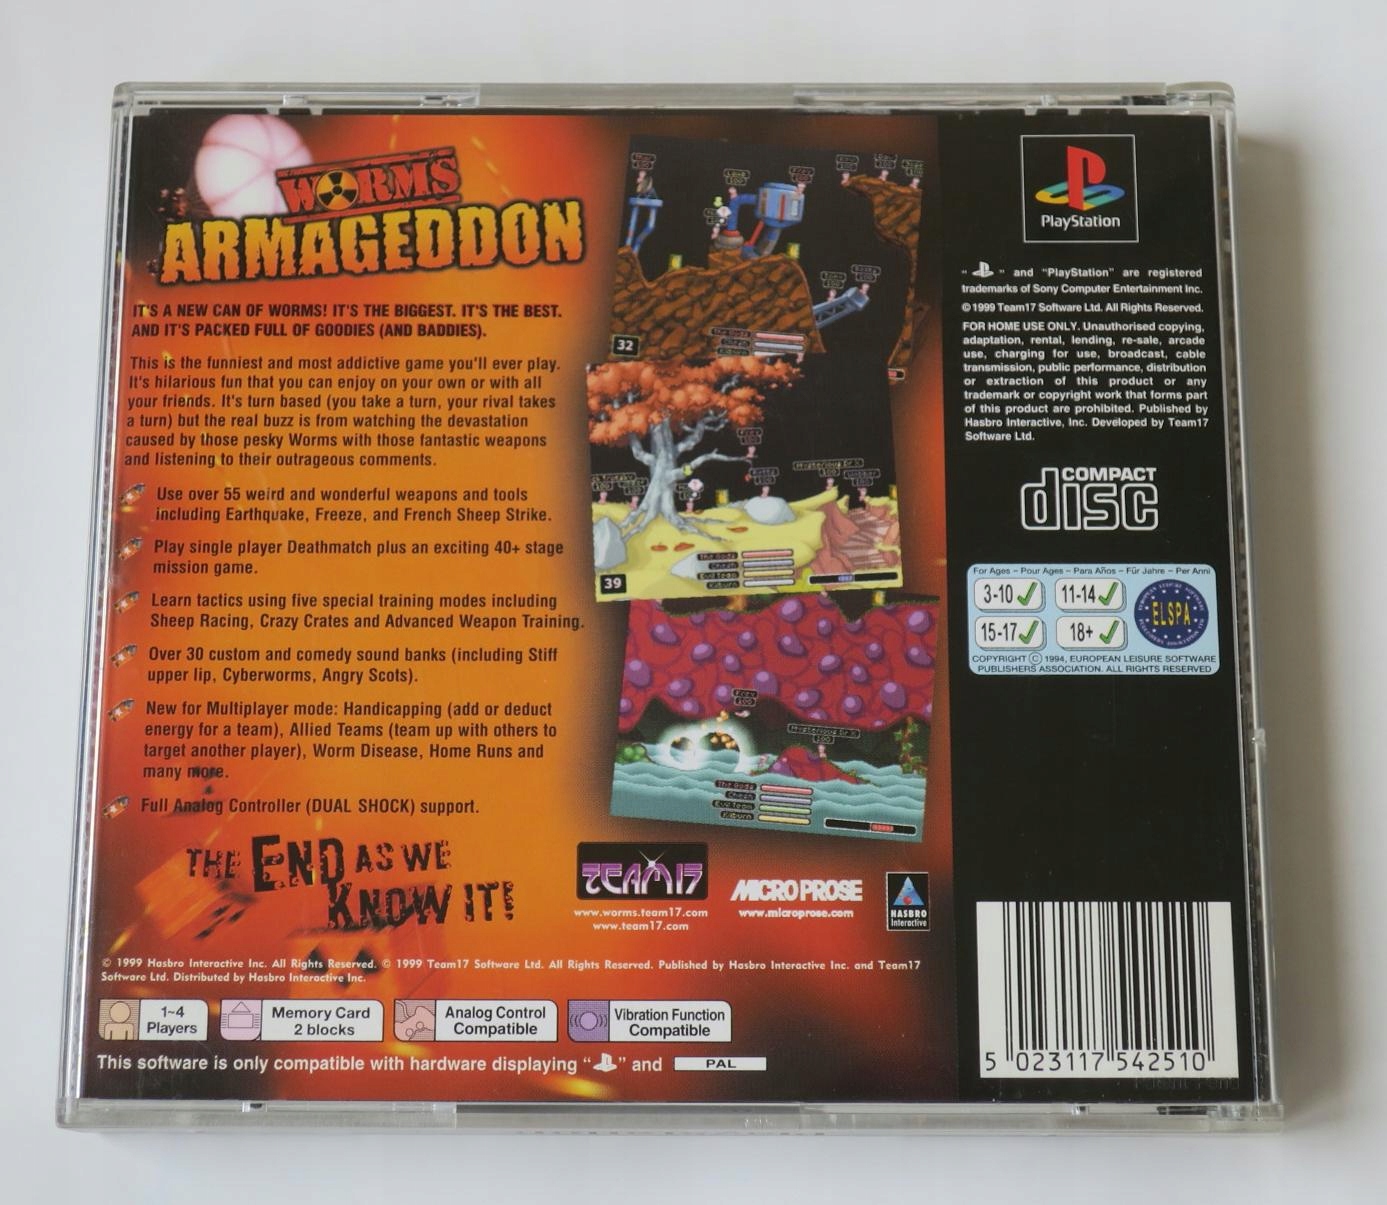 WORMS
ARMAGEDDON
IT'S A NEW CAN OF WORMS! IT'S THE BIGGEST. IT'S THE BEST.
AND IT'S PACKED FULL OF GOODIES (AND BADDIES).
This is the funniest and most addictive game you'll ever play.
It's hilarious fun that you can enjoy on your own or with all
your friends. It's turn based (you take a turn, your rival takes
a turn) but the real buzz is from watching the devastation
caused by those pesky Worms with those fantastic weapons
and listening to their outrageous comments.
Use over 55 weird and wonderful weapons and tools
including Earthquake, Freeze, and French Sheep Strike.
Play single player Deathmatch plus an exciting 40+ stage
mission game.
Learn tactics using five special training modes including
Sheep Racing, Crazy Crates and Advanced Weapon Training.
Over 30 custom and comedy sound banks (including Stiff
upper lip, Cyberworms, Angry Scots).
New for Multiplayer mode: Handicapping (add or deduct
energy for a team), Allied Teams (team up with others to
target another player), Worm Disease, Home Runs and
many more.
Full Analog Controller (DUAL SHOCK) support.
THE END AS WE
KNOW IT!
32
39
TEAM17
www.worms.team17.com
www.team17.com
MICROPROSE
www.microprose.com
HASBRO
Interactive
© 1999 Hasbro Interactive Inc. All Rights Reserved. © 1999 Team17 Software Ltd. All Rights Reserved. Published by Hasbro Interactive Inc. and Team17
Software Ltd. Distributed by Hasbro Interactive Inc.
1~4
Players
Memory Card
2 blocks
Analog Control
Compatible
Vibration Function
Compatible
This software is only compatible with hardware displaying " " and PAL
PlayStation
" " and "PlayStation" are registered
trademarks of Sony Computer Entertainment Inc.
© 1999 Team17 Software Ltd. All Rights Reserved.
FOR HOME USE ONLY. Unauthorised copying,
adaptation, rental, lending, re-sale, arcade
use, charging for use, broadcast, cable
transmission, public performance, distribution
or extraction of this product or any
trademark or copyright work that forms part
of this product are prohibited. Published by
Hasbro Interactive, Inc. Developed by Team17
Software Ltd.
COMPACT
disc
For Ages – Pour Ages – Para Años – Für Jahre – Per Anni
3-10 11-14
15-17 18+
ELSPA
COPYRIGHT © 1994, EUROPEAN LEISURE SOFTWARE
PUBLISHERS ASSOCIATION. ALL RIGHTS RESERVED
5 023117 542510